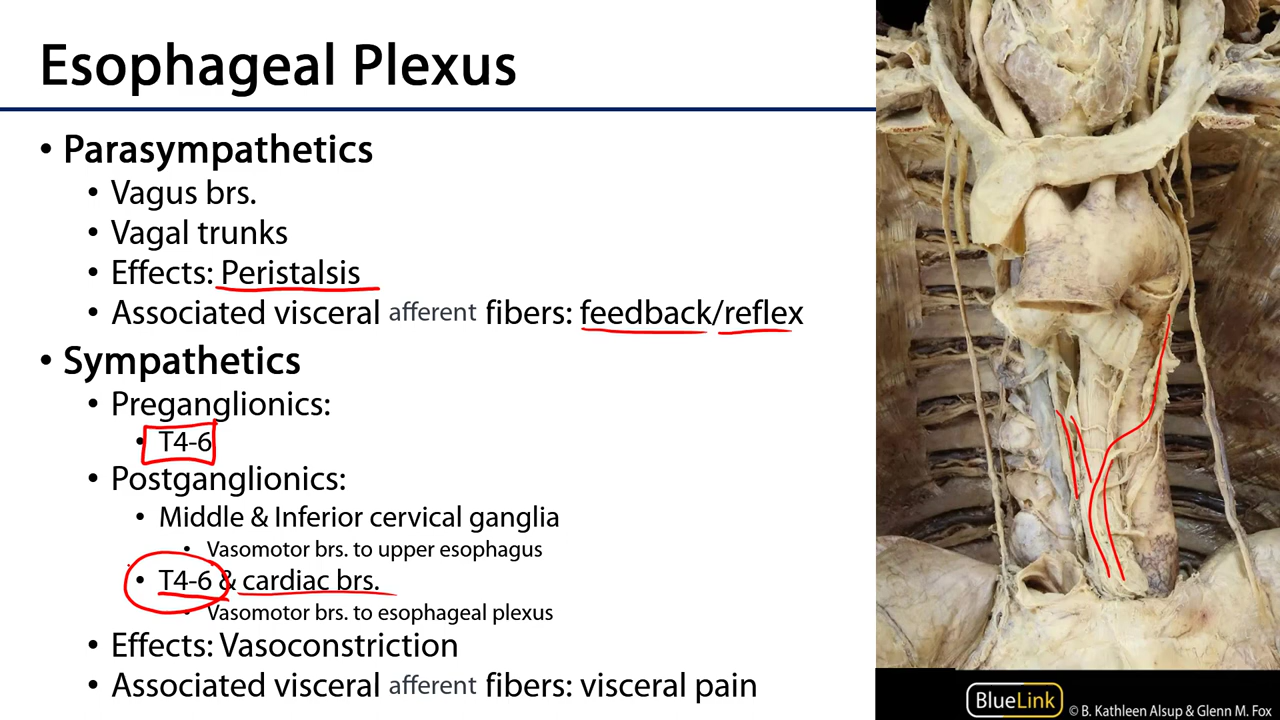 Esophageal Plexus
• Parasympathetics
• Vagus brs.
• Vagal trunks
• Effects: Peristalsis
• Associated visceral afferent fibers: feedback/reflex
• Sympathetics
• Preganglionics:
• T4-6
• Postganglionics:
• Middle & Inferior cervical ganglia
• Vasomotor brs. to upper esophagus
• T4-6 & cardiac brs.
• Vasomotor brs. to esophageal plexus
• Effects: Vasoconstriction
• Associated visceral afferent fibers: visceral pain
BlueLink
© B. Kathleen Alsup & Glenn M. Fox